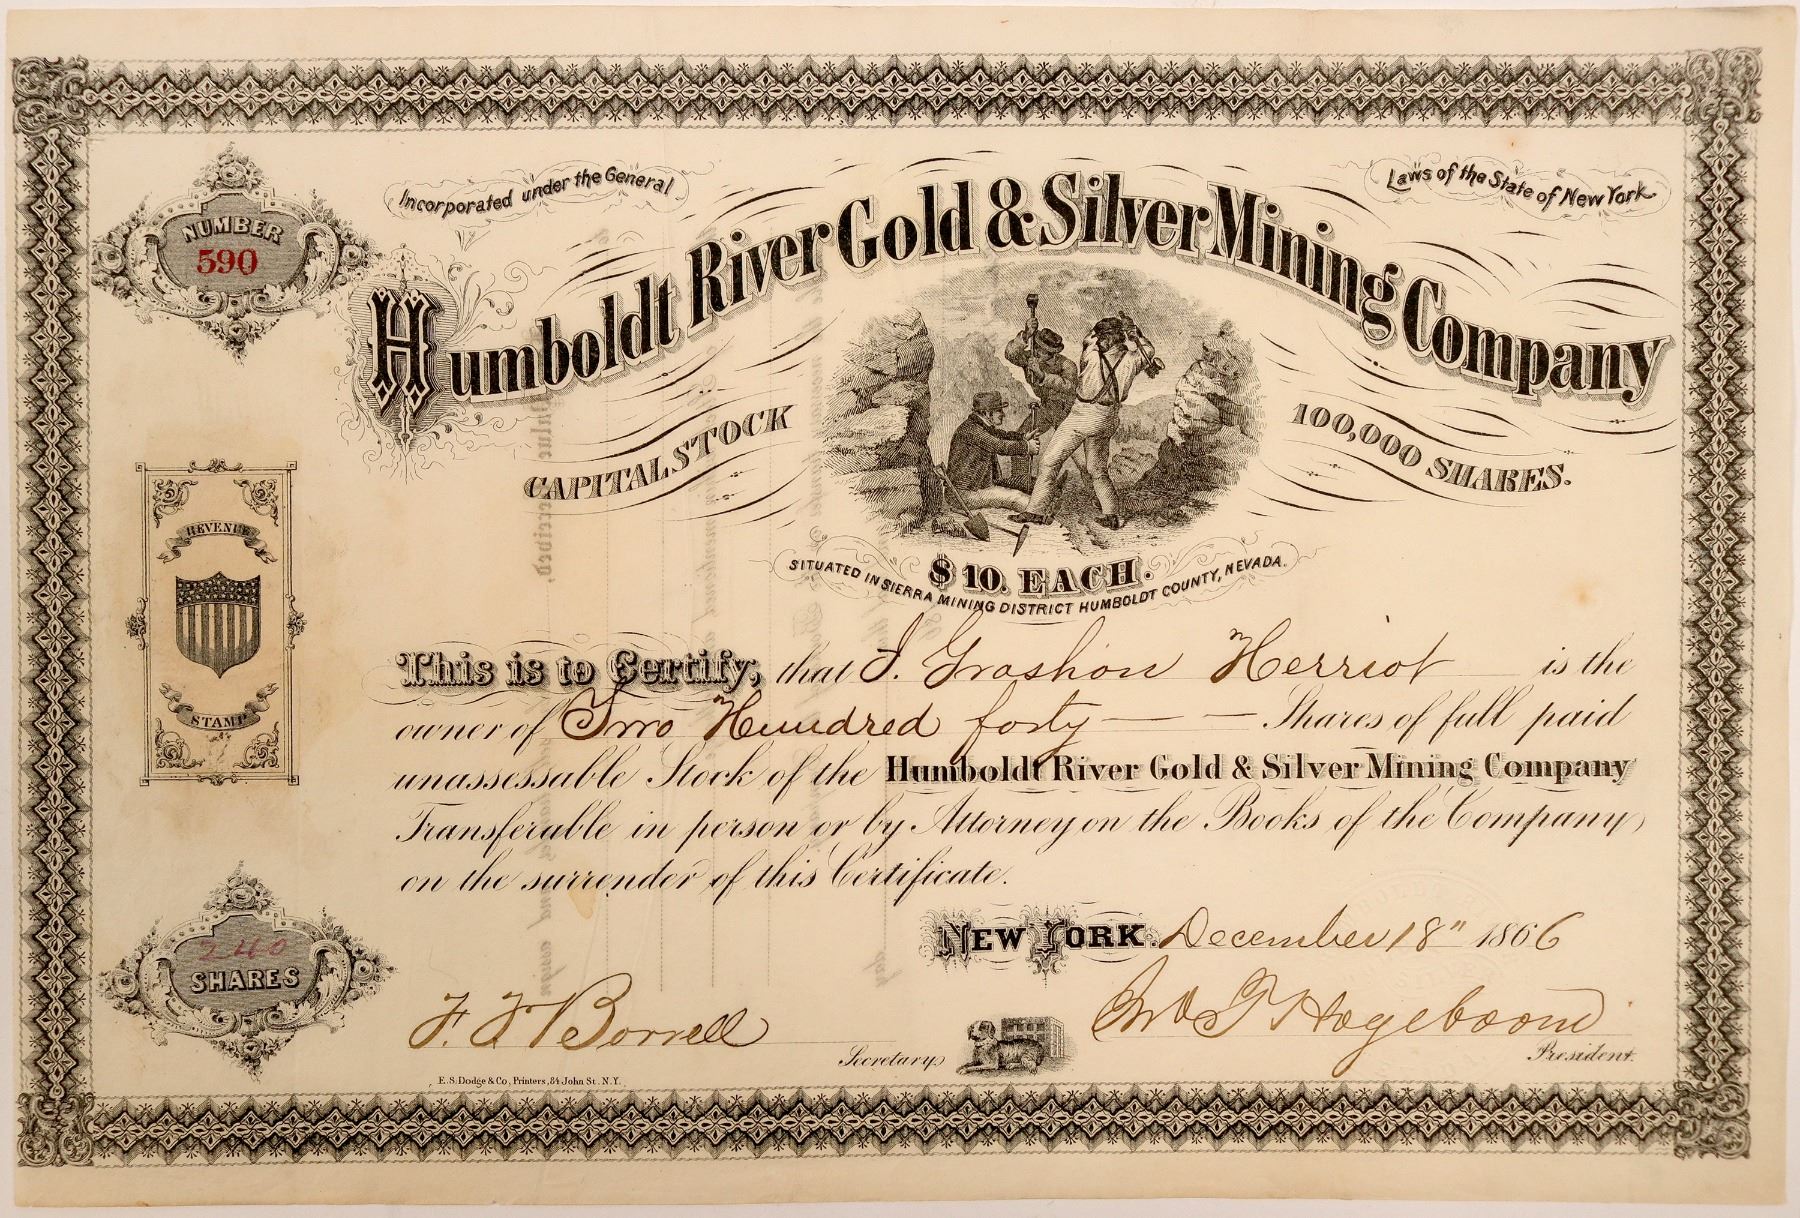 Incorporated under the General
Laws of the State of New York
NUMBER
590
Humboldt River Gold & Silver Mining Company
CAPITAL STOCK
100,000 SHARES.
$10. EACH.
SITUATED IN SIERRA MINING DISTRICT HUMBOLDT COUNTY, NEVADA.
REVENUE
STAMP
This is to Certify, that J. Grashon Herriot is the
owner of Two Hundred forty — — Shares of full paid
unassessable Stock of the Humboldt River Gold & Silver Mining Company
Transferable in person or by Attorney on the Books of the Company
on the surrender of this Certificate.
240
SHARES
NEW YORK. December 18" 1866
F. F. Borrell
Secretary
Hogeboom
President.
E. S. Dodge & Co, Printers, 84 John St. N.Y.